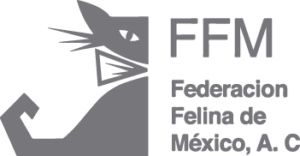 FFM
Federacion
Felina de
México, A. C